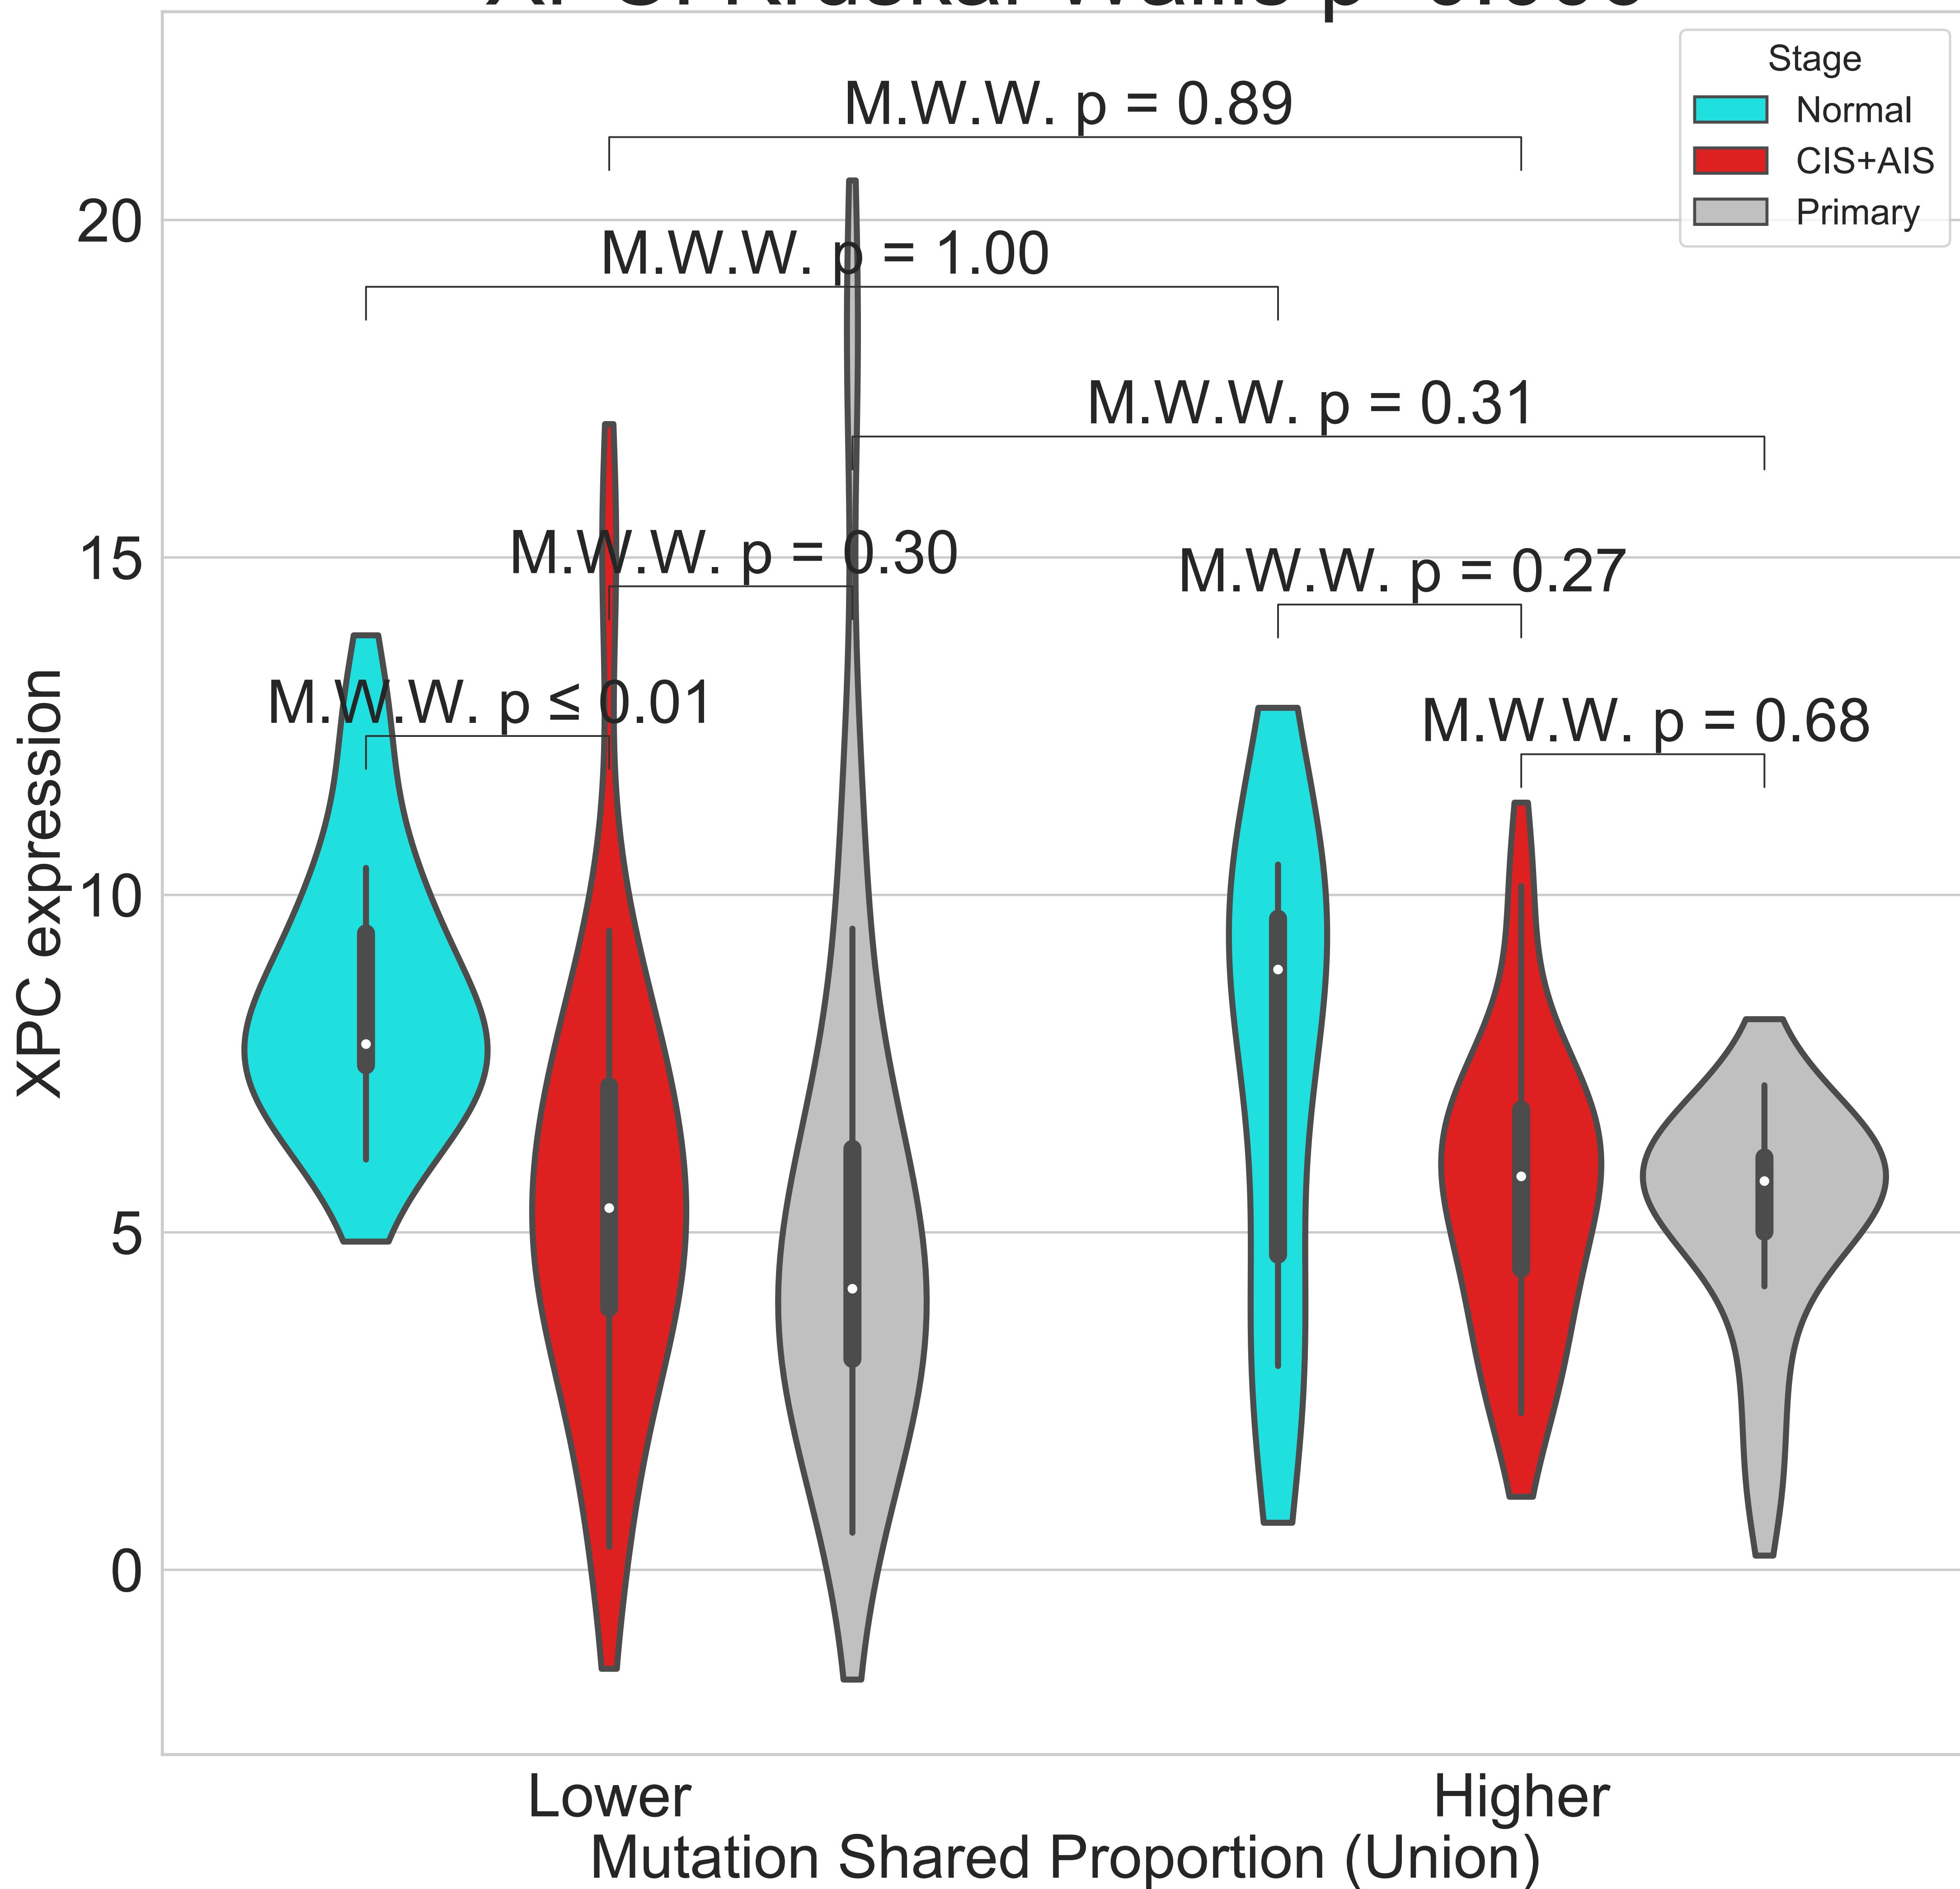 Stage
Normal
CIS+AIS
Primary
M.W.W. p = 0.89
M.W.W. p = 1.00
M.W.W. p = 0.31
M.W.W. p = 0.30
M.W.W. p = 0.27
M.W.W. p ≤ 0.01
M.W.W. p = 0.68
20
15
10
5
0
XPC expression
Lower
Higher
Mutation Shared Proportion (Union)